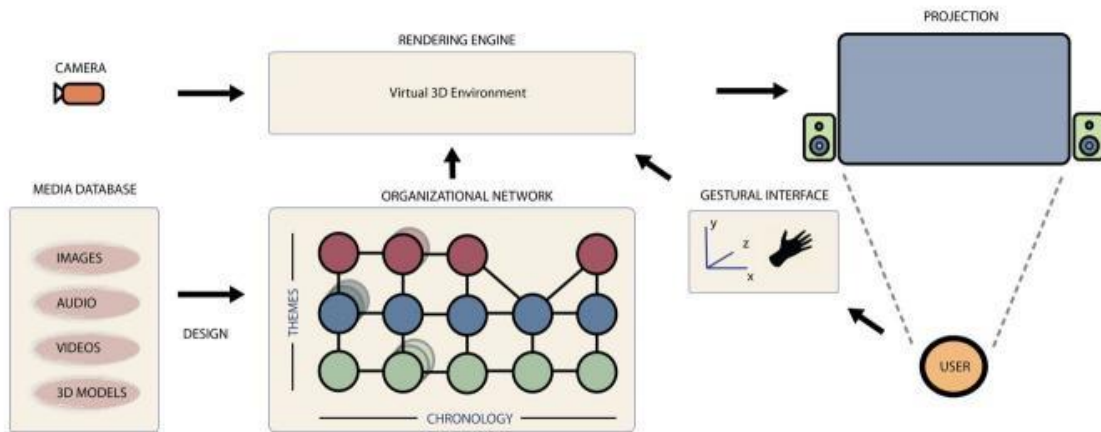 PROJECTION
RENDERING ENGINE
CAMERA
Virtual 3D Environment
MEDIA DATABASE
ORGANIZATIONAL NETWORK
GESTURAL INTERFACE
IMAGES
AUDIO
VIDEOS
3D MODELS
DESIGN
THEMES
CHRONOLOGY
y
z
x
USER